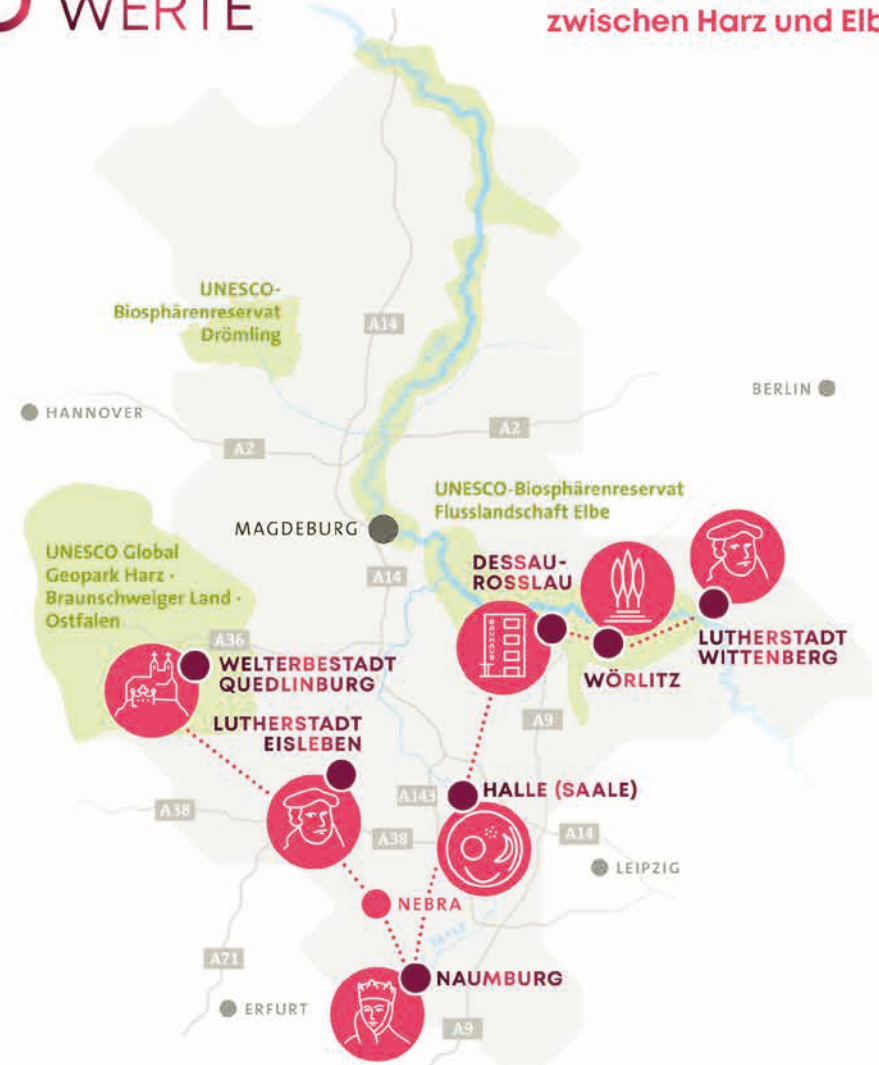 WERTE
zwischen Harz und Elb
UNESCO-
Biosphärenreservat
Drömling
A14
HANNOVER
BERLIN
A2
A2
UNESCO-Biosphärenreservat
Flusslandschaft Elbe
MAGDEBURG
UNESCO Global
Geopark Harz ·
Braunschweiger Land ·
Ostfalen
A14
DESSAU-
ROSSLAU
A36
WELTERBESTADT
QUEDLINBURG
BAUHAUS
LUTHERSTADT
WITTENBERG
WÖRLITZ
LUTHERSTADT
EISLEBEN
A9
A143
HALLE (SAALE)
A38
A38
A14
LEIPZIG
NEBRA
SAALE
A71
NAUMBURG
ERFURT
A9